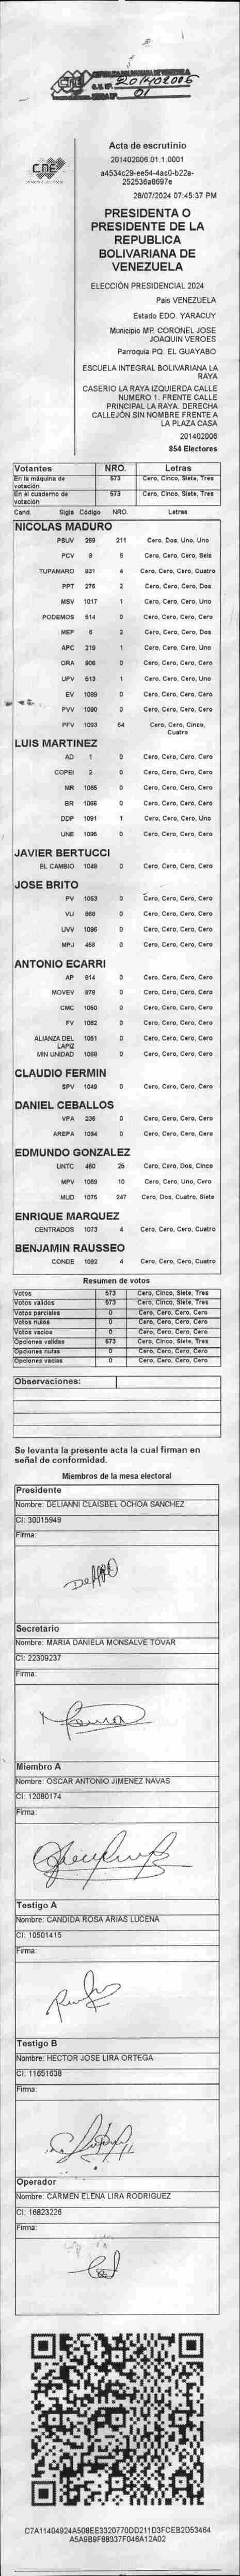 201402006
01
CNE
Acta de escrutinio
201402006.01.1.0001
a4534c29-ee54-4ac0-b22a-
252536a8697e
28/07/2024 07:45:37 PM
PRESIDENTA O
PRESIDENTE DE LA
REPUBLICA
BOLIVARIANA DE
VENEZUELA
ELECCIÓN PRESIDENCIAL 2024
País VENEZUELA
Estado EDO. YARACUY
Municipio MP. CORONEL JOSE
JOAQUIN VEROES
Parroquia PQ. EL GUAYABO
ESCUELA INTEGRAL BOLIVARIANA LA
RAYA
CASERIO LA RAYA IZQUIERDA CALLE
NUMERO 1. FRENTE CALLE
PRINCIPAL LA RAYA. DERECHA
CALLEJÓN SIN NOMBRE FRENTE A
LA PLAZA CASA
201402006
854 Electores
Votantes NRO. Letras
En la máquina de votación 573 Cero, Cinco, Siete, Tres
En el cuaderno de votación 573 Cero, Cinco, Siete, Tres
Cand. Sigla Código NRO. Letras
NICOLAS MADURO
PSUV 269 211 Cero, Dos, Uno, Uno
PCV 9 6 Cero, Cero, Cero, Seis
TUPAMARO 931 4 Cero, Cero, Cero, Cuatro
PPT 276 2 Cero, Cero, Cero, Dos
MSV 1017 1 Cero, Cero, Cero, Uno
PODEMOS 514 0 Cero, Cero, Cero, Cero
MEP 6 2 Cero, Cero, Cero, Dos
APC 219 1 Cero, Cero, Cero, Uno
ORA 906 0 Cero, Cero, Cero, Cero
UPV 513 1 Cero, Cero, Cero, Uno
EV 1089 0 Cero, Cero, Cero, Cero
PVV 1090 0 Cero, Cero, Cero, Cero
PFV 1093 54 Cero, Cero, Cinco,
Cuatro
LUIS MARTINEZ
AD 1 0 Cero, Cero, Cero, Cero
COPEI 2 0 Cero, Cero, Cero, Cero
MR 1065 0 Cero, Cero, Cero, Cero
BR 1066 0 Cero, Cero, Cero, Cero
DDP 1091 1 Cero, Cero, Cero, Uno
UNE 1095 0 Cero, Cero, Cero, Cero
JAVIER BERTUCCI
EL CAMBIO 1048 0 Cero, Cero, Cero, Cero
JOSE BRITO
PV 1053 0 Cero, Cero, Cero, Cero
VU 868 0 Cero, Cero, Cero, Cero
UVV 1096 0 Cero, Cero, Cero, Cero
MPJ 458 0 Cero, Cero, Cero, Cero
ANTONIO ECARRI
AP 914 0 Cero, Cero, Cero, Cero
MOVEV 978 0 Cero, Cero, Cero, Cero
CMC 1050 0 Cero, Cero, Cero, Cero
FV 1082 0 Cero, Cero, Cero, Cero
ALIANZA DEL 1051 0 Cero, Cero, Cero, Cero
LAPIZ
MIN UNIDAD 1068 0 Cero, Cero, Cero, Cero
CLAUDIO FERMIN
SPV 1049 0 Cero, Cero, Cero, Cero
DANIEL CEBALLOS
VPA 236 0 Cero, Cero, Cero, Cero
AREPA 1094 0 Cero, Cero, Cero, Cero
EDMUNDO GONZALEZ
UNTC 460 25 Cero, Cero, Dos, Cinco
MPV 1069 10 Cero, Cero, Uno, Cero
MUD 1075 247 Cero, Dos, Cuatro, Siete
ENRIQUE MARQUEZ
CENTRADOS 1073 4 Cero, Cero, Cero, Cuatro
BENJAMIN RAUSSEO
CONDE 1092 4 Cero, Cero, Cero, Cuatro
Resumen de votos
Votos 573 Cero, Cinco, Siete, Tres
Votos validos 573 Cero, Cinco, Siete, Tres
Votos parciales 0 Cero, Cero, Cero, Cero
Votos nulos 0 Cero, Cero, Cero, Cero
Votos vacios 0 Cero, Cero, Cero, Cero
Opciones validas 573 Cero, Cinco, Siete, Tres
Opciones nulas 0 Cero, Cero, Cero, Cero
Opciones vacias 0 Cero, Cero, Cero, Cero
Observaciones:
Se levanta la presente acta la cual firman en
señal de conformidad.
Miembros de la mesa electoral
Presidente
Nombre: DELIANNI CLAISBEL OCHOA SANCHEZ
CI: 30015949
Firma:
Secretario
Nombre: MARIA DANIELA MONSALVE TOVAR
CI: 22309237
Firma:
Miembro A
Nombre: OSCAR ANTONIO JIMENEZ NAVAS
CI: 12080174
Firma:
Testigo A
Nombre: CANDIDA ROSA ARIAS LUCENA
CI: 10501415
Firma:
Testigo B
Nombre: HECTOR JOSE LIRA ORTEGA
CI: 11651638
Firma:
Operador
Nombre: CARMEN ELENA LIRA RODRIGUEZ
CI: 16823226
Firma:
C7A11404924A508EE3320770DD211D3FCEB2D53464
A5A9B9F88337F046A12A02